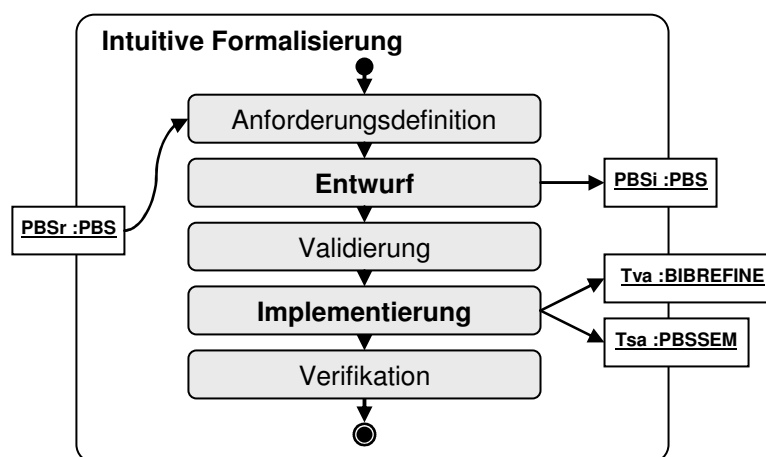 Intuitive Formalisierung
Anforderungsdefinition
Entwurf
PBSi :PBS
PBSr :PBS
Validierung
Tva :BIBREFINE
Implementierung
Tsa :PBSSEM
Verifikation